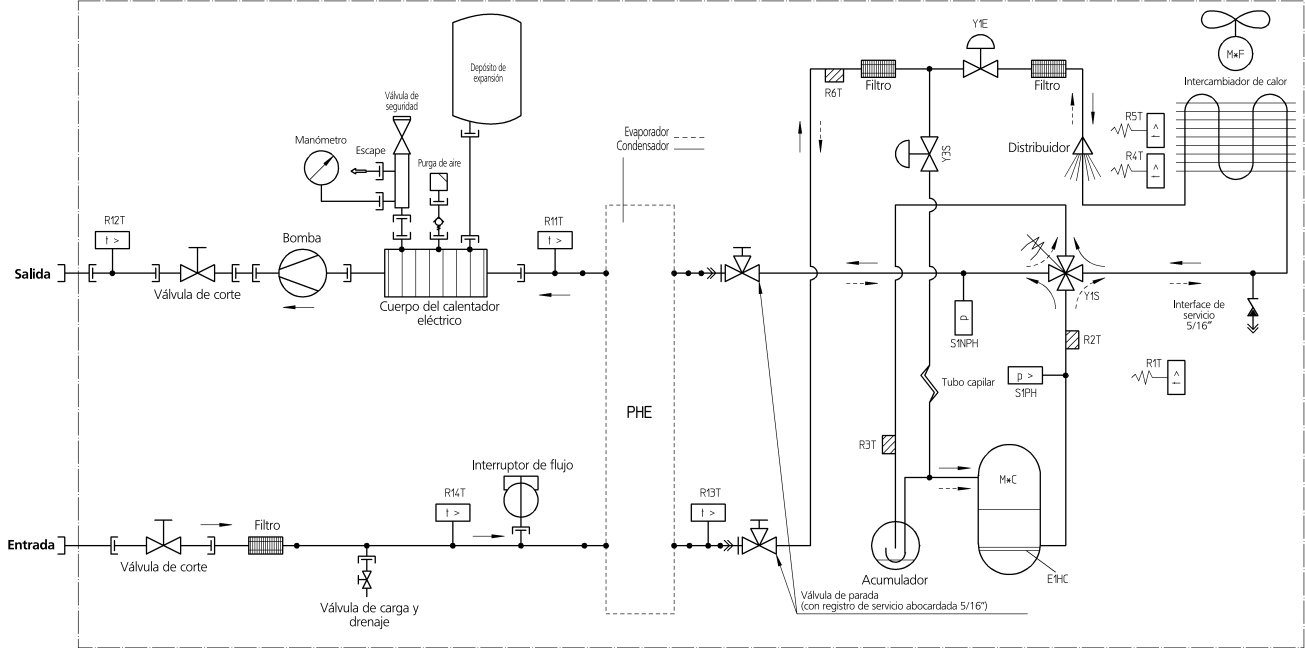 Y1E
M*F
Depósito de
expansión
Válvula de
seguridad
R6T
Filtro
Filtro
Intercambiador de calor
Manómetro
Escape
Purga de aire
Evaporador
Condensador
Y3S
Distribuidor
R5T
t >
R4T
t >
R12T
t >
Bomba
R11T
t >
Salida
Válvula de corte
Cuerpo del calentador
eléctrico
Y1S
Interface de
servicio
5/16"
p
S1NPH
R2T
p >
S1PH
R1T
t >
Tubo capilar
PHE
R3T
Interruptor de flujo
R14T
t >
R13T
t >
M*C
Entrada
Filtro
Válvula de corte
Acumulador
E1HC
Válvula de carga y
drenaje
Válvula de parada
(con registro de servicio abocardada 5/16")